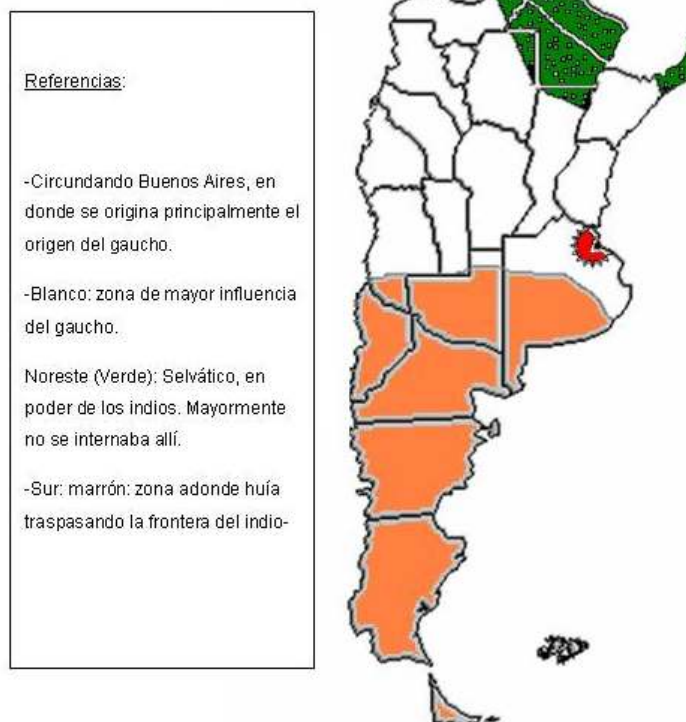 Referencias:
-Circundando Buenos Aires, en
donde se origina principalmente el
origen del gaucho.
-Blanco: zona de mayor influencia
del gaucho.
Noreste (Verde): Selvático, en
poder de los indios. Mayormente
no se internaba allí.
-Sur: marrón: zona adonde huía
traspasando la frontera del indio-